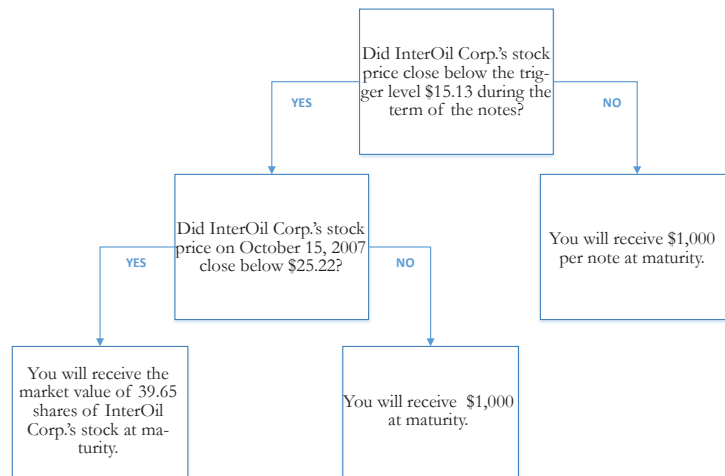 Did InterOil Corp.'s stock
price close below the trig-
ger level $15.13 during the
term of the notes?
YES
NO
Did InterOil Corp.'s stock
price on October 15, 2007
close below $25.22?
You will receive $1,000
per note at maturity.
YES
NO
You will receive the
market value of 39.65
shares of InterOil
Corp.'s stock at ma-
turity.
You will receive $1,000
at maturity.